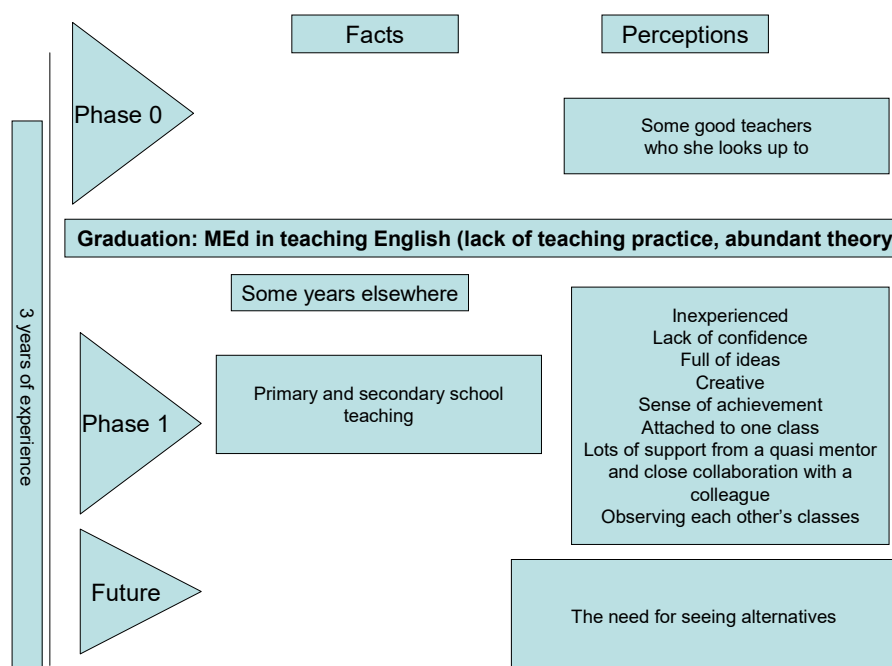 Facts
Perceptions
Phase 0
Some good teachers
who she looks up to
Graduation: MEd in teaching English (lack of teaching practice, abundant theory
Some years elsewhere
3 years of experience
Phase 1
Primary and secondary school
teaching
Inexperienced
Lack of confidence
Full of ideas
Creative
Sense of achievement
Attached to one class
Lots of support from a quasi mentor
and close collaboration with a
colleague
Observing each other's classes
Future
The need for seeing alternatives